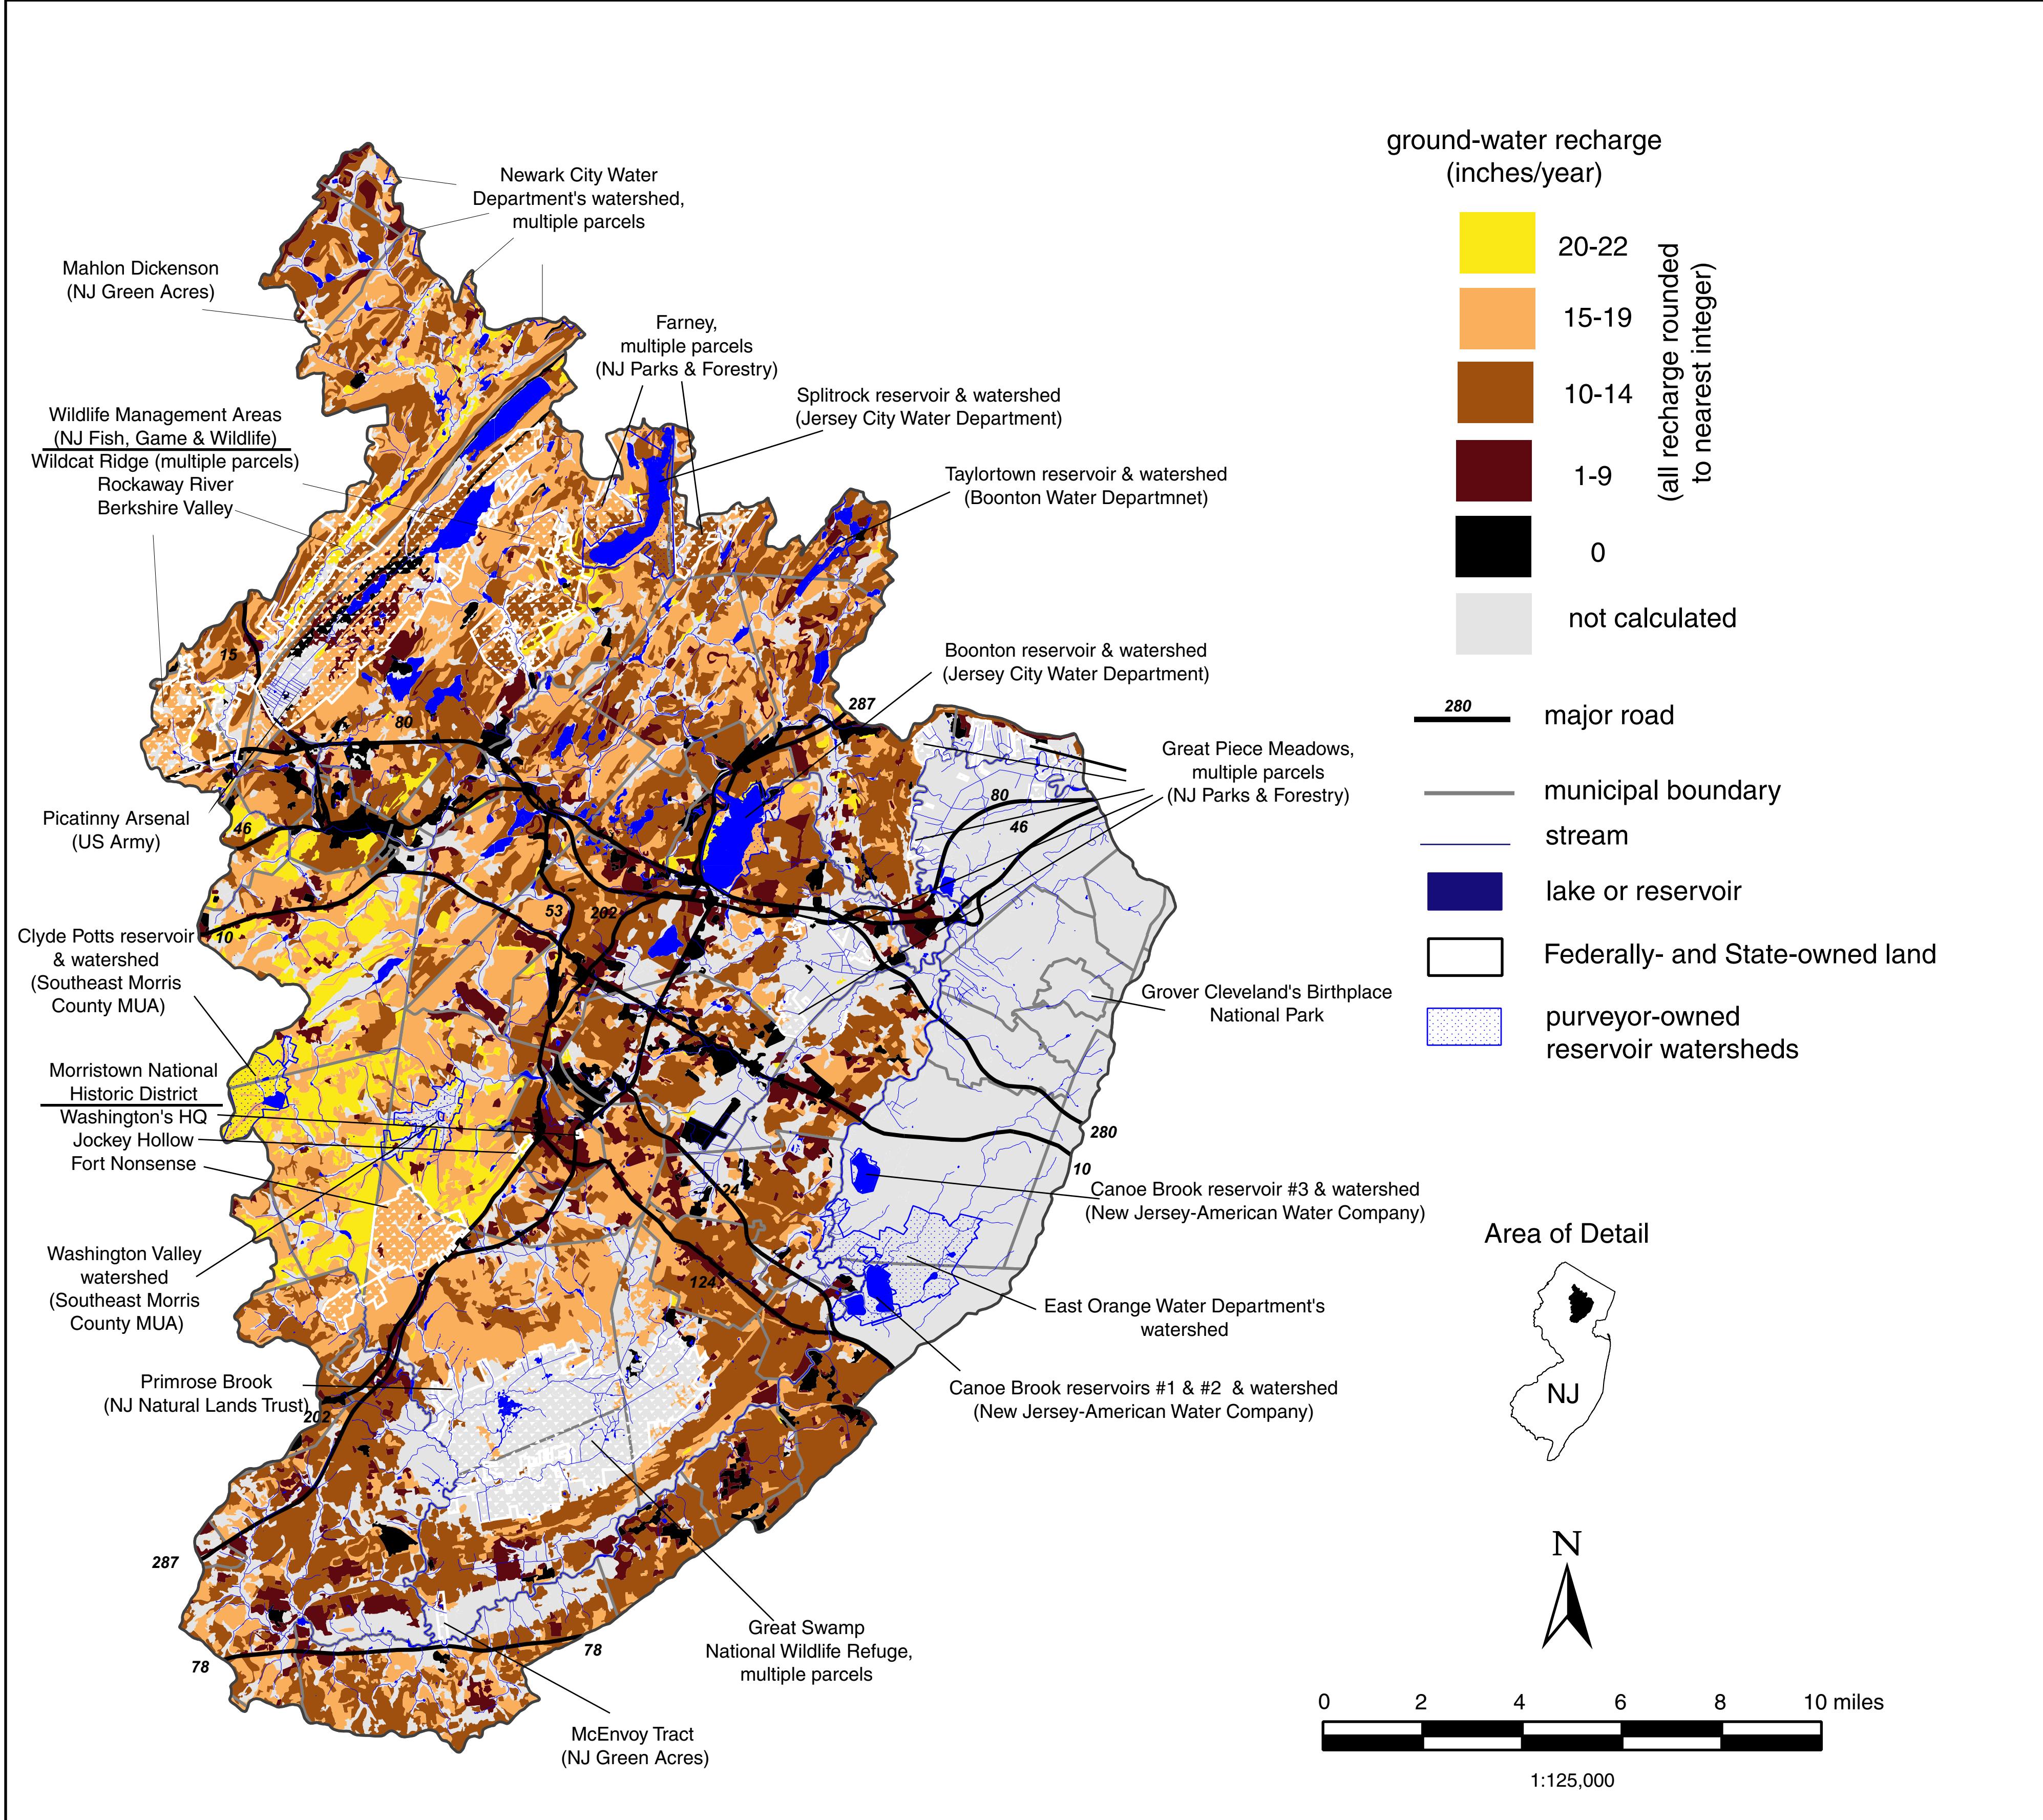 Newark City Water
Department's watershed,
multiple parcels
Mahlon Dickenson
(NJ Green Acres)
Farney,
multiple parcels
(NJ Parks & Forestry)
Splitrock reservoir & watershed
(Jersey City Water Department)
Wildlife Management Areas
(NJ Fish, Game & Wildlife)
Wildcat Ridge (multiple parcels)
Rockaway River
Berkshire Valley
Taylortown reservoir & watershed
(Boonton Water Departmnet)
Boonton reservoir & watershed
(Jersey City Water Department)
15
80
287
Great Piece Meadows,
multiple parcels
(NJ Parks & Forestry)
80
46
Picatinny Arsenal
(US Army)
46
53
202
10
Clyde Potts reservoir
& watershed
(Southeast Morris
County MUA)
Grover Cleveland's Birthplace
National Park
Morristown National
Historic District
Washington's HQ
Jockey Hollow
Fort Nonsense
280
10
24
Canoe Brook reservoir #3 & watershed
(New Jersey-American Water Company)
Washington Valley
watershed
(Southeast Morris
County MUA)
124
East Orange Water Department's
watershed
Primrose Brook
(NJ Natural Lands Trust)
202
Canoe Brook reservoirs #1 & #2 & watershed
(New Jersey-American Water Company)
287
78
78
Great Swamp
National Wildlife Refuge,
multiple parcels
McEnvoy Tract
(NJ Green Acres)
ground-water recharge
(inches/year)
20-22
15-19
10-14
1-9
0
not calculated
(all recharge rounded
to nearest integer)
280
major road
municipal boundary
stream
lake or reservoir
Federally- and State-owned land
purveyor-owned
reservoir watersheds
Area of Detail
NJ
N
0 2 4 6 8 10 miles
1:125,000